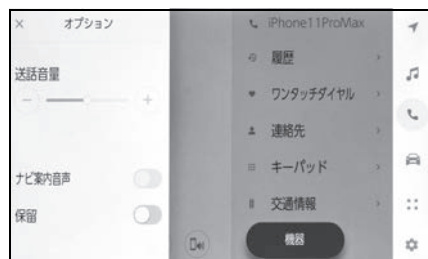 オプション
送話音量
ナビ案内音声
保留
iPhone11ProMax
履歴
ワンタッチダイヤル
連絡先
キーパッド
交通情報
機器